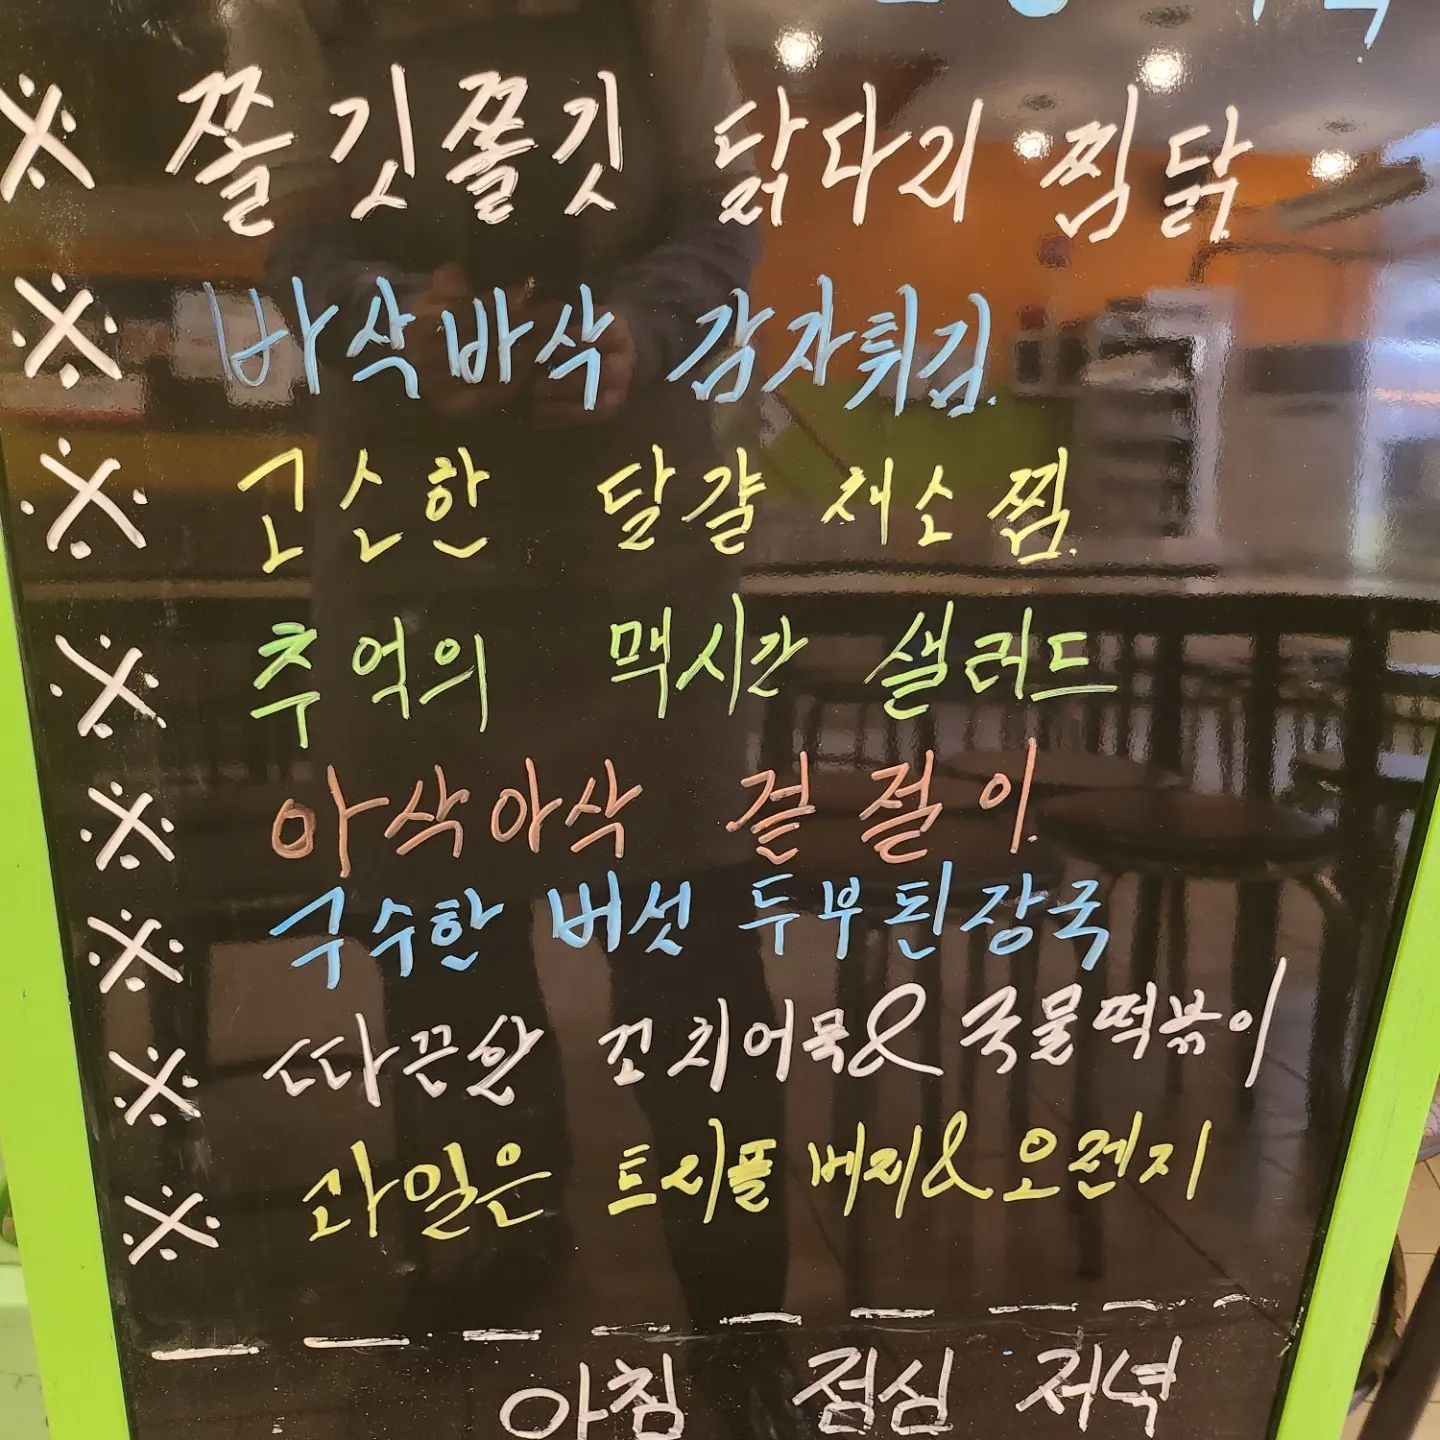 ※ 쫄깃쫄깃 닭다리 찜닭
※ 바삭바삭 감자튀김
※ 고소한 달걀 채소찜
※ 추억의 맥시간 샐러드
※ 아삭아삭 겉절이
※ 구수한 버섯 두부된장국
※ 따끈한 꼬치어묵&국물떡볶이
※ 과일은 트리플베리&오렌지
아침 점심 저녁